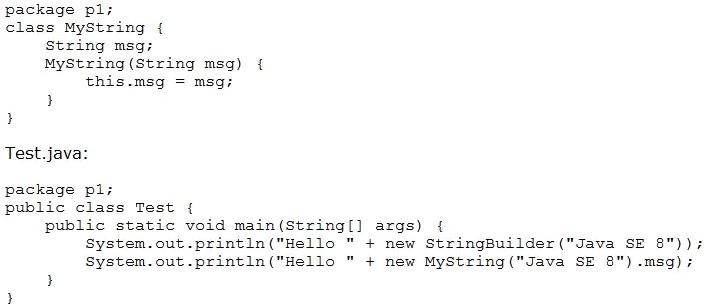 package p1;
class MyString {
    String msg;
    MyString(String msg) {
        this.msg = msg;
    }
}
Test.java:
package p1;
public class Test {
    public static void main(String[] args) {
        System.out.println("Hello " + new StringBuilder("Java SE 8"));
        System.out.println("Hello " + new MyString("Java SE 8").msg);
    }
}